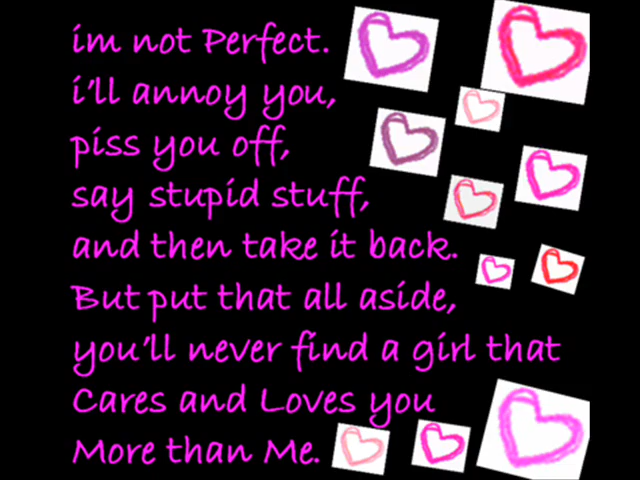 im not Perfect.
i'll annoy you,
piss you off,
say stupid stuff,
and then take it back.
But put that all aside,
you'll never find a girl that
Cares and Loves you
More than Me.